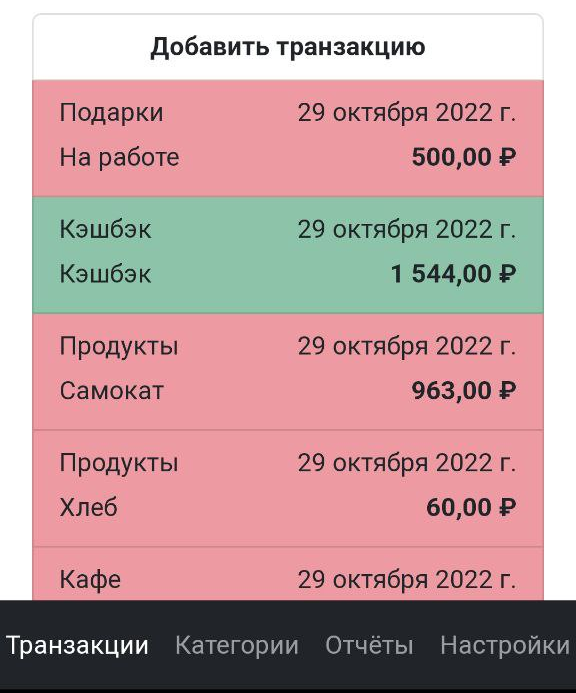 Добавить транзакцию
Подарки 29 октября 2022 г.
На работе 500,00 ₽
Кэшбэк 29 октября 2022 г.
Кэшбэк 1 544,00 ₽
Продукты 29 октября 2022 г.
Самокат 963,00 ₽
Продукты 29 октября 2022 г.
Хлеб 60,00 ₽
Кафе 29 октября 2022 г.
Транзакции Категории Отчёты Настройки